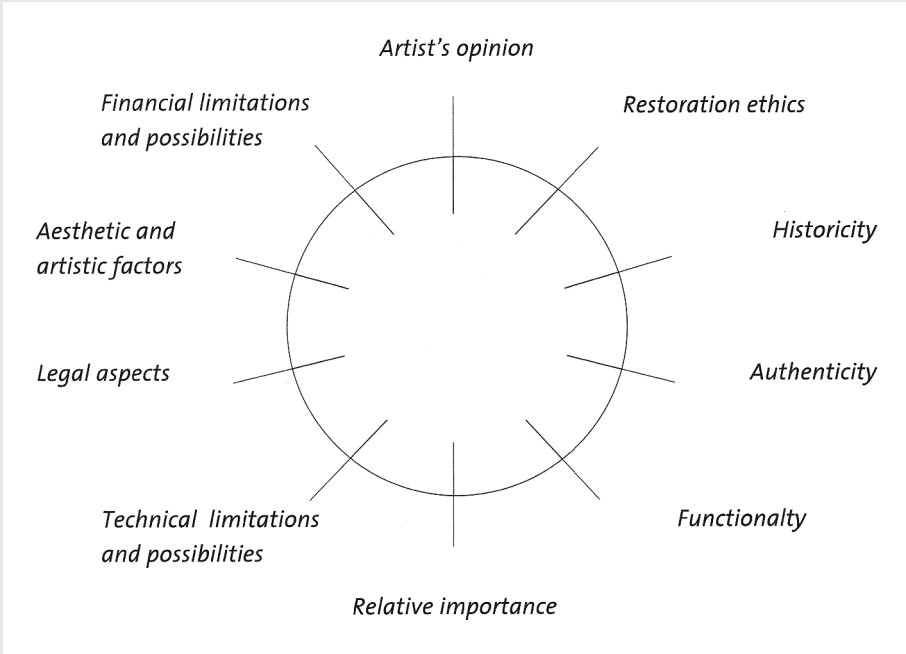 Artist’s opinion
Financial limitations
and possibilities
Restoration ethics
Aesthetic and
artistic factors
Historicity
Legal aspects
Authenticity
Technical  limitations
and possibilities
Functionalty
Relative importance